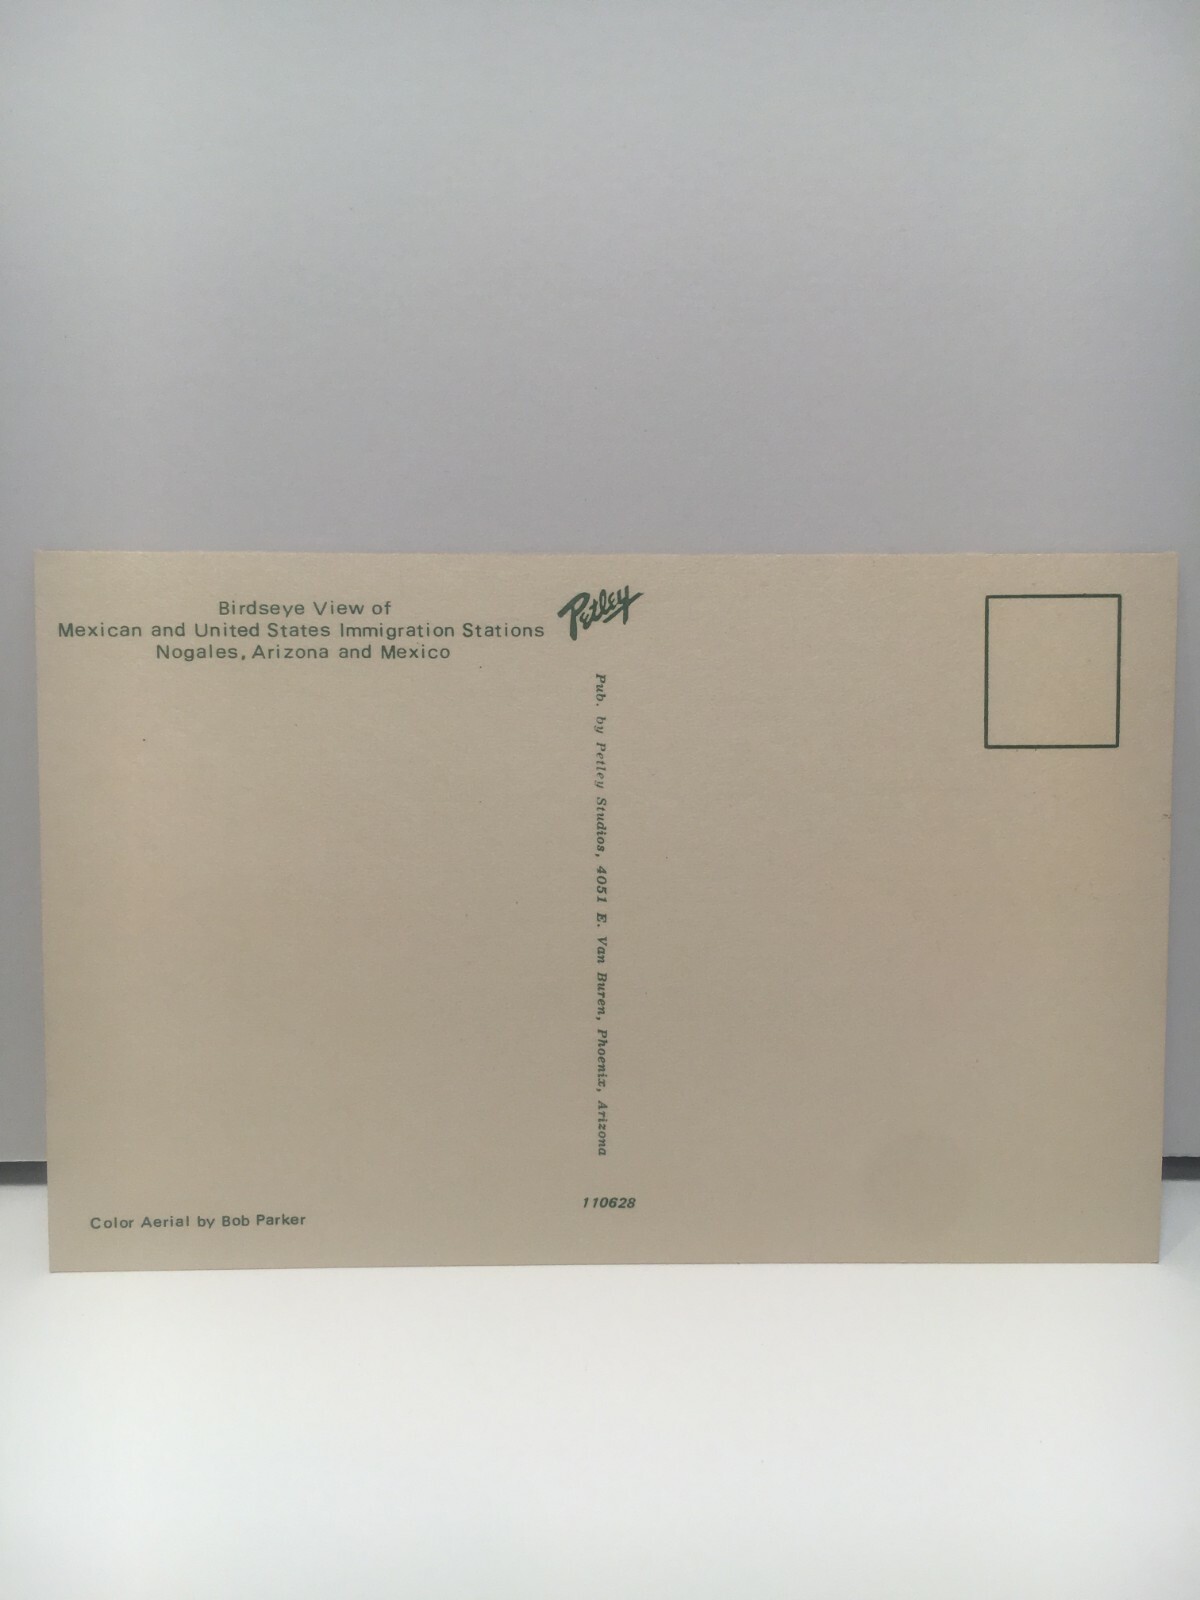 Birdseye View of
Mexican and United States Immigration Stations
Nogales, Arizona and Mexico
Petley
Pub. by Petley Studios, 4051 E. Van Buren, Phoenix, Arizona
110628
Color Aerial by Bob Parker